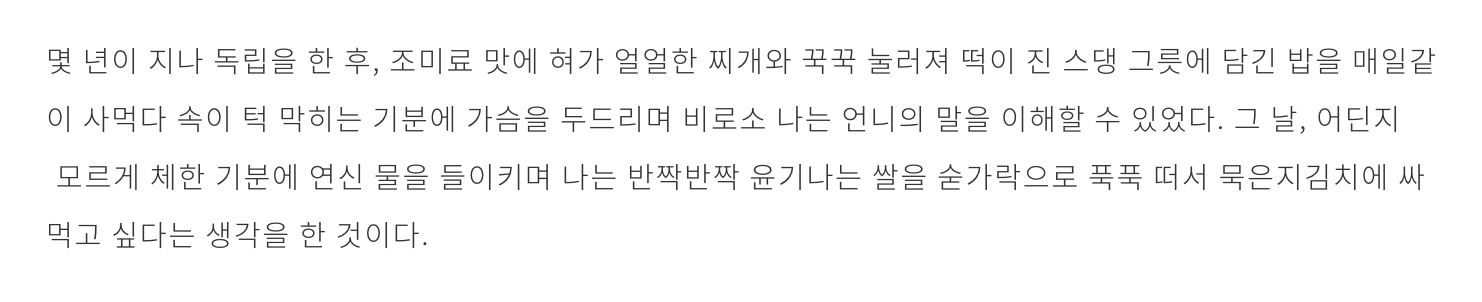 몇 년이 지나 독립을 한 후, 조미료 맛에 혀가 얼얼한 찌개와 꾹꾹 눌러져 떡이 진 스댕 그릇에 담긴 밥을 매일같
이 사먹다 속이 턱 막히는 기분에 가슴을 두드리며 비로소 나는 언니의 말을 이해할 수 있었다. 그 날, 어딘지
모르게 체한 기분에 연신 물을 들이키며 나는 반짝반짝 윤기나는 쌀을 숟가락으로 푹푹 떠서 묵은지김치에 싸
먹고 싶다는 생각을 한 것이다.